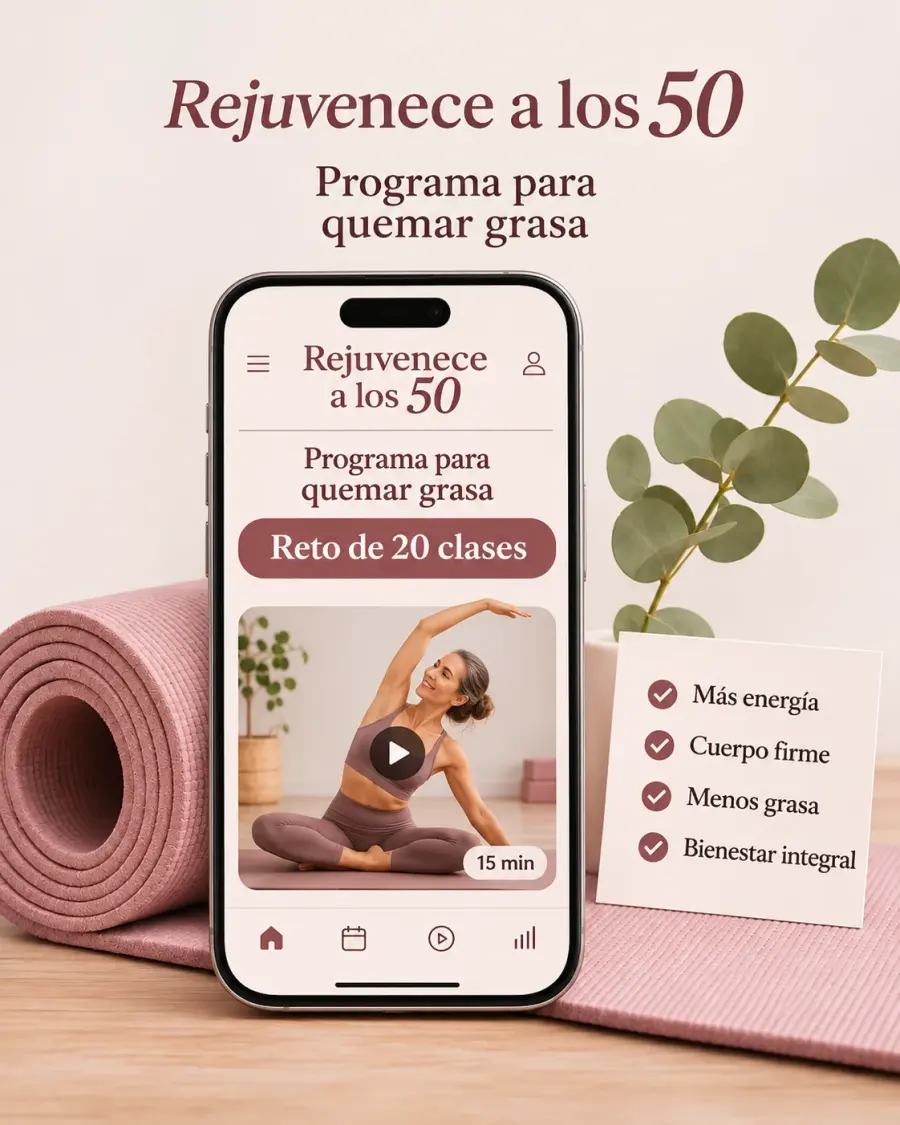 Rejuvenece a los 50
Programa para
quemar grasa
Rejuvenece
a los 50
Programa para
quemar grasa
Reto de 20 clases
15 min
Más energía
Cuerpo firme
Menos grasa
Bienestar integral